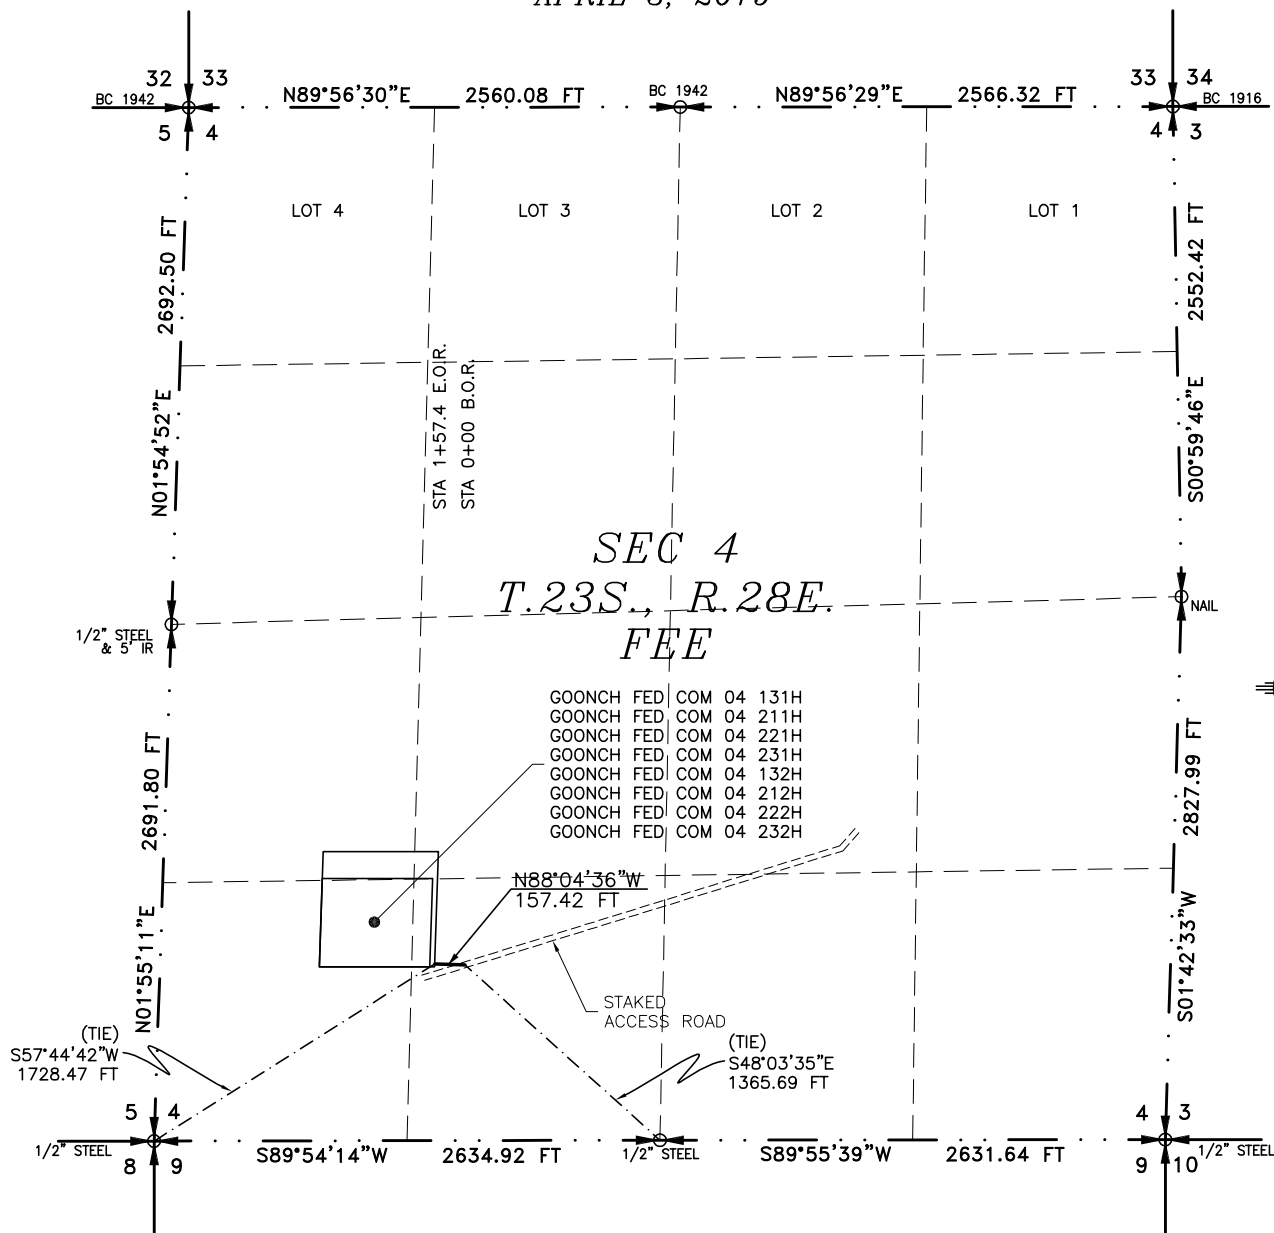 32 33
33 34
BC 1942
N89°56'30"E 2560.08 FT
BC 1942
N89°56'29"E 2566.32 FT
BC 1916
5 4
4 3
LOT 4
LOT 3
LOT 2
LOT 1
2692.50 FT
N01°54'52"E
2552.42 FT
S00°59'46"E
STA 1+57.4 E.O.R.
STA 0+00 B.O.R.
SEC 4
T.23S., R.28E.
FEE
1/2" STEEL
& 5' IR
NAIL
GOONCH FED COM 04 131H
GOONCH FED COM 04 211H
GOONCH FED COM 04 221H
GOONCH FED COM 04 231H
GOONCH FED COM 04 132H
GOONCH FED COM 04 212H
GOONCH FED COM 04 222H
GOONCH FED COM 04 232H
2691.80 FT
N01°55'11"E
2827.99 FT
S01°42'33"W
N88°04'36"W
157.42 FT
STAKED
ACCESS ROAD
(TIE)
S57°44'42"W
1728.47 FT
(TIE)
S48°03'35"E
1365.69 FT
5 4
4 3
1/2" STEEL
S89°54'14"W 2634.92 FT
1/2" STEEL
S89°55'39"W 2631.64 FT
1/2" STEEL
8 9
9 10